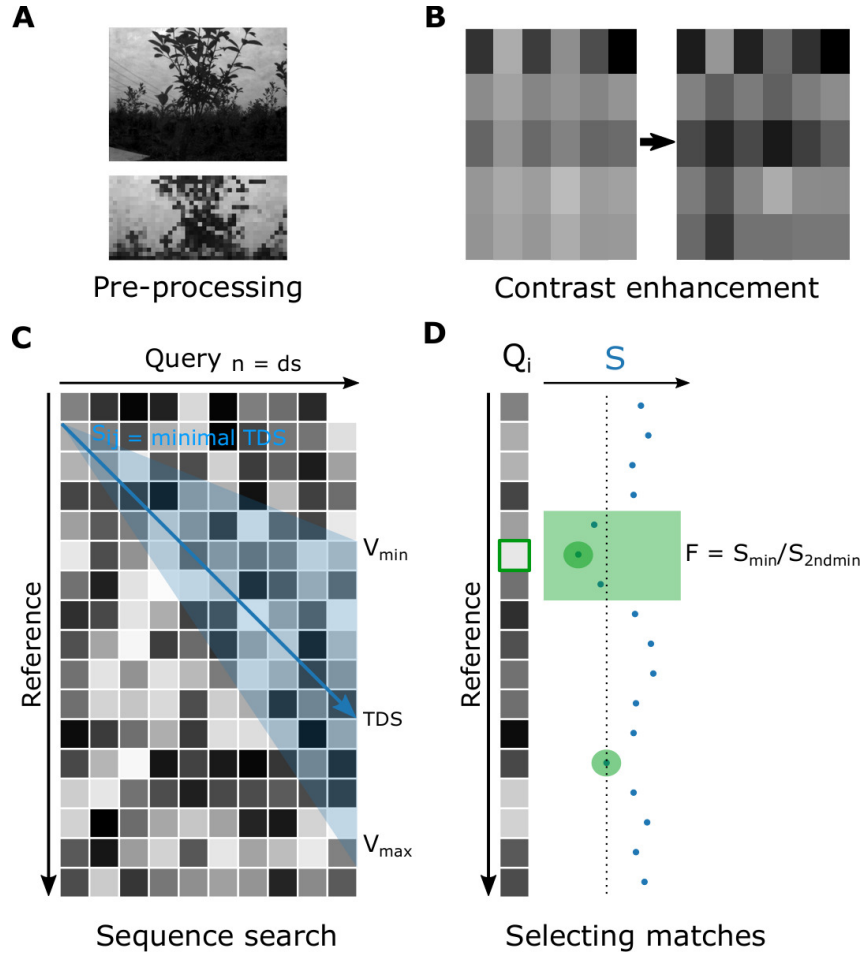 A
B
Pre-processing
Contrast enhancement
C
D
Query n = ds
Qi
S
Sij = minimal TDS
Vmin
F = Smin/S2ndmin
Reference
Reference
TDS
Vmax
Sequence search
Selecting matches